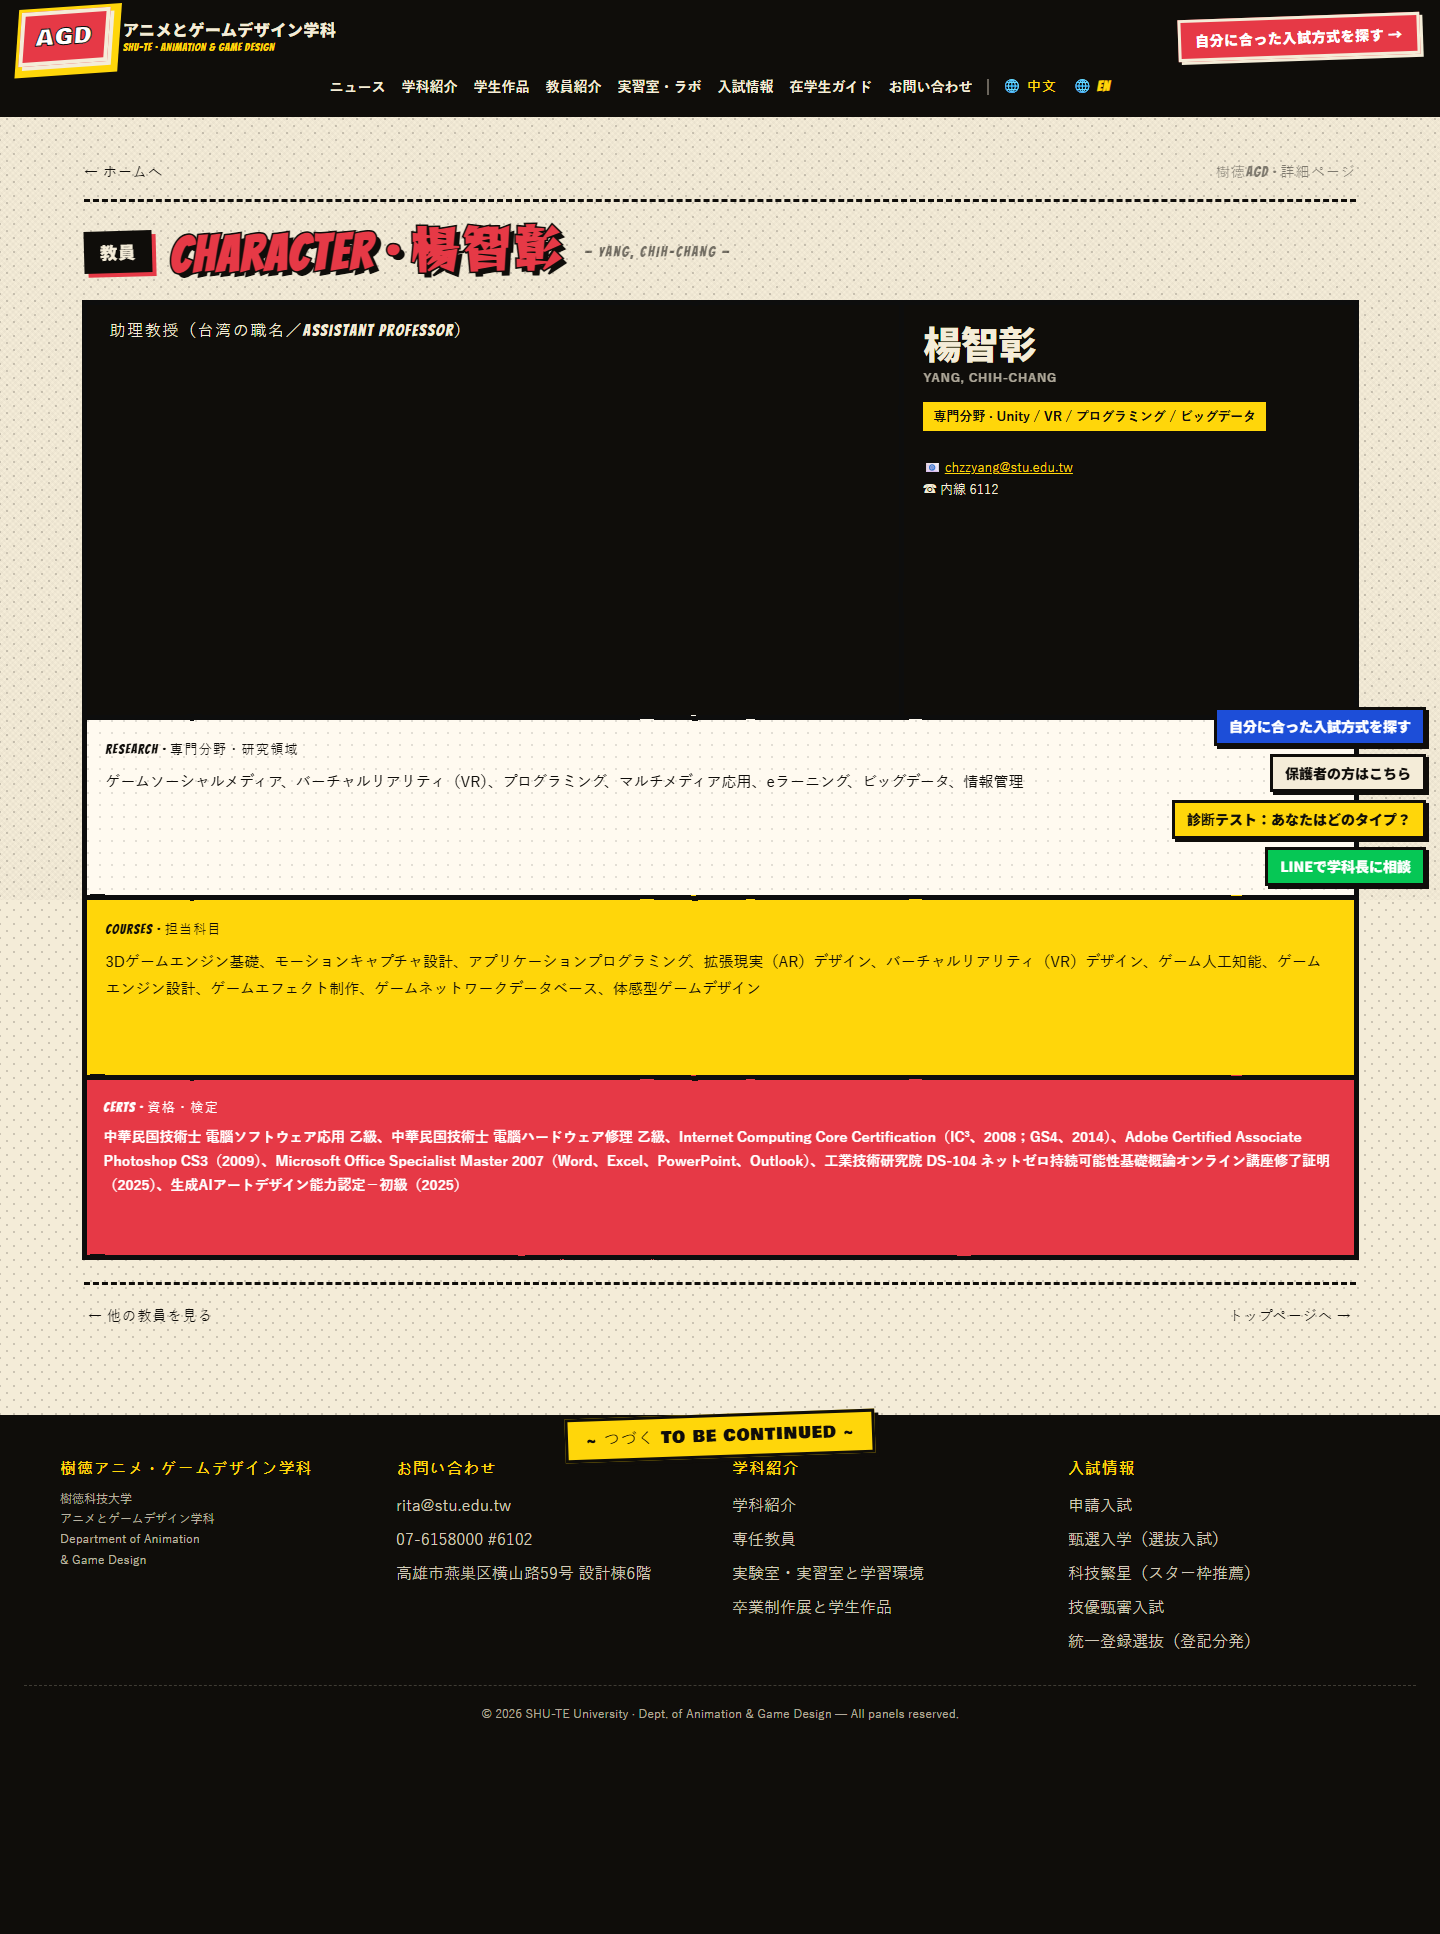 AGD
アニメとゲームデザイン学科
SHU-TE · ANIMATION & GAME DESIGN
自分に合った入試方式を探す →
ニュース 学科紹介 学生作品 教員紹介 実習室・ラボ 入試情報 在学生ガイド お問い合わせ | 🌐 中文 🌐 EN
← ホームへ
樹徳AGD · 詳細ページ
教員
CHARACTER · 楊智彰
— YANG, CHIH-CHANG —
助理教授（台湾の職名／ASSISTANT PROFESSOR）
楊智彰
YANG, CHIH-CHANG
専門分野 · Unity / VR / プログラミング / ビッグデータ
📧 chzzyang@stu.edu.tw
☎ 内線 6112
RESEARCH · 専門分野・研究領域
ゲームソーシャルメディア、バーチャルリアリティ（VR）、プログラミング、マルチメディア応用、eラーニング、ビッグデータ、情報管理
自分に合った入試方式を探す
保護者の方はこちら
診断テスト：あなたはどのタイプ？
LINEで学科長に相談
COURSES · 担当科目
3Dゲームエンジン基礎、モーションキャプチャ設計、アプリケーションプログラミング、拡張現実（AR）デザイン、バーチャルリアリティ（VR）デザイン、ゲーム人工知能、ゲーム
エンジン設計、ゲームエフェクト制作、ゲームネットワークデータベース、体感型ゲームデザイン
CERTS · 資格・検定
中華民国技術士 電腦ソフトウェア応用 乙級、中華民国技術士 電腦ハードウェア修理 乙級、Internet Computing Core Certification（IC³、2008；GS4、2014）、Adobe Certified Associate
Photoshop CS3（2009）、Microsoft Office Specialist Master 2007（Word、Excel、PowerPoint、Outlook）、工業技術研究院 DS-104 ネットゼロ持続可能性基礎概論オンライン講座修了証明
（2025）、生成AIアートデザイン能力認定－初級（2025）
← 他の教員を見る
トップページへ →
~ つづく TO BE CONTINUED ~
樹徳アニメ・ゲームデザイン学科
樹徳科技大学
アニメとゲームデザイン学科
Department of Animation
& Game Design
お問い合わせ
rita@stu.edu.tw
07-6158000 #6102
高雄市燕巣区横山路59号 設計棟6階
学科紹介
学科紹介
専任教員
実験室・実習室と学習環境
卒業制作展と学生作品
入試情報
申請入試
甄選入学（選抜入試）
科技繁星（スター枠推薦）
技優甄審入試
統一登録選抜（登記分発）
© 2026 SHU-TE University · Dept. of Animation & Game Design — All panels reserved.